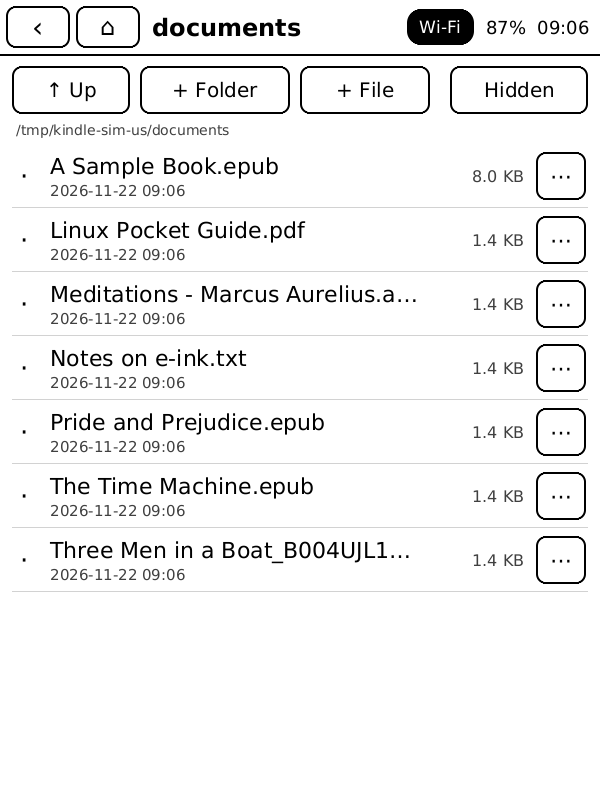 ‹ ⌂ documents Wi-Fi 87% 09:06
↑ Up + Folder + File Hidden
/tmp/kindle-sim-us/documents
· A Sample Book.epub 8.0 KB ···
2026-11-22 09:06
· Linux Pocket Guide.pdf 1.4 KB ···
2026-11-22 09:06
· Meditations - Marcus Aurelius.a… 1.4 KB ···
2026-11-22 09:06
· Notes on e-ink.txt 1.4 KB ···
2026-11-22 09:06
· Pride and Prejudice.epub 1.4 KB ···
2026-11-22 09:06
· The Time Machine.epub 1.4 KB ···
2026-11-22 09:06
· Three Men in a Boat_B004UJL1… 1.4 KB ···
2026-11-22 09:06